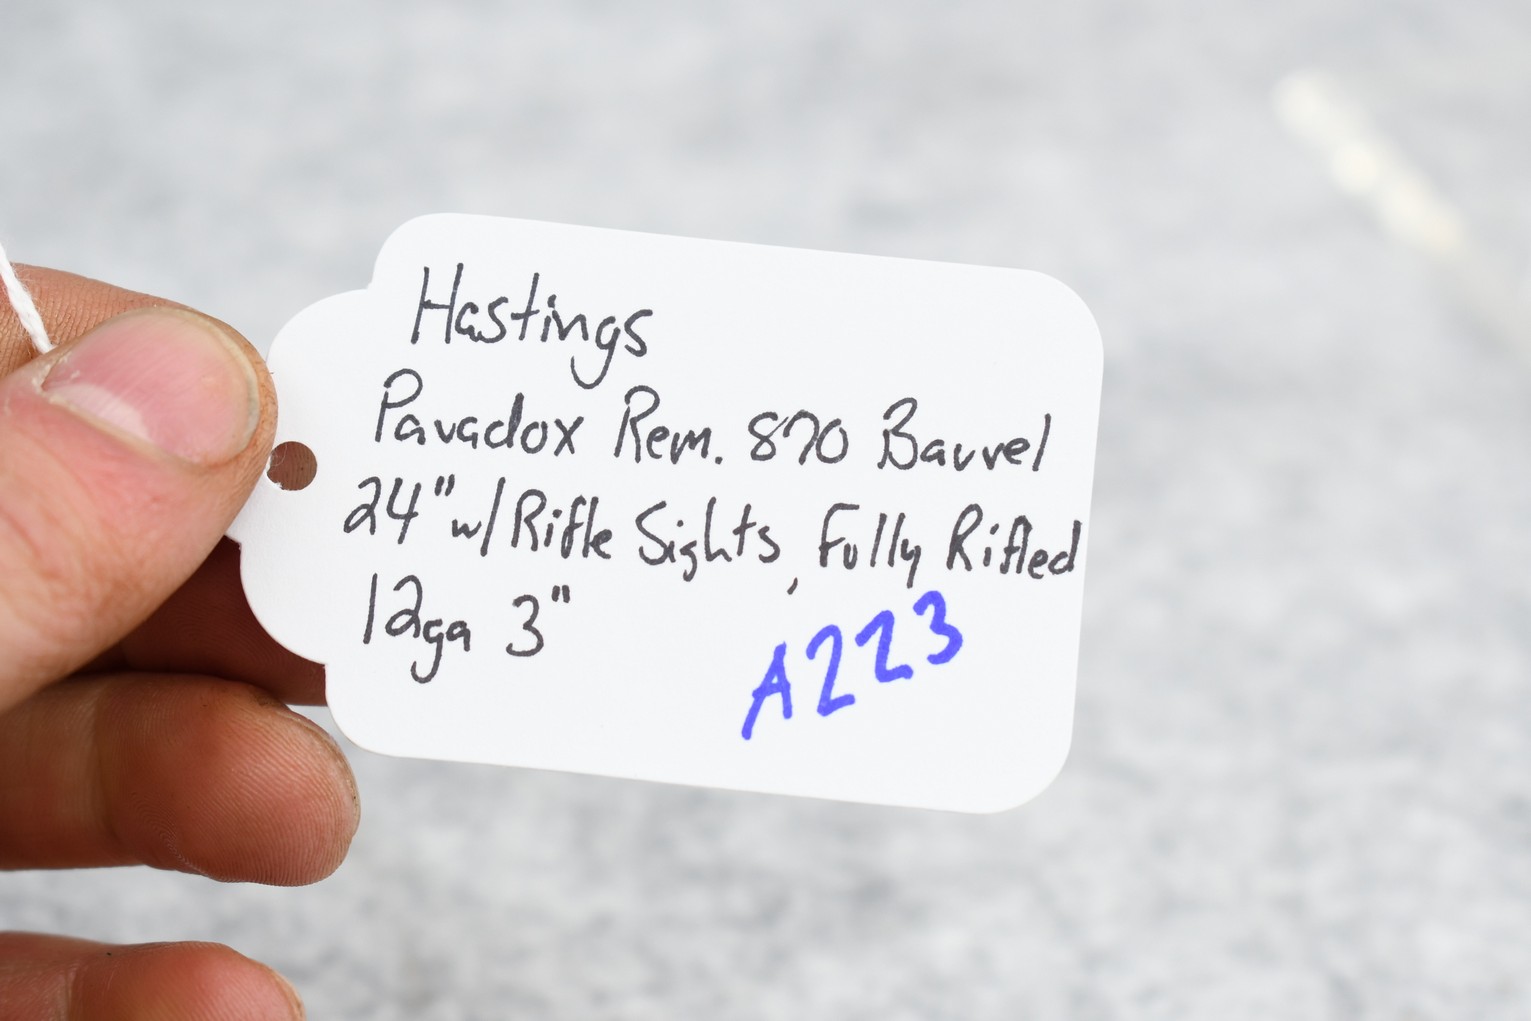 Hastings
Paradox Rem. 870 Barrel
24" w/ Rifle Sights, Fully Rifled
12ga 3"
A223